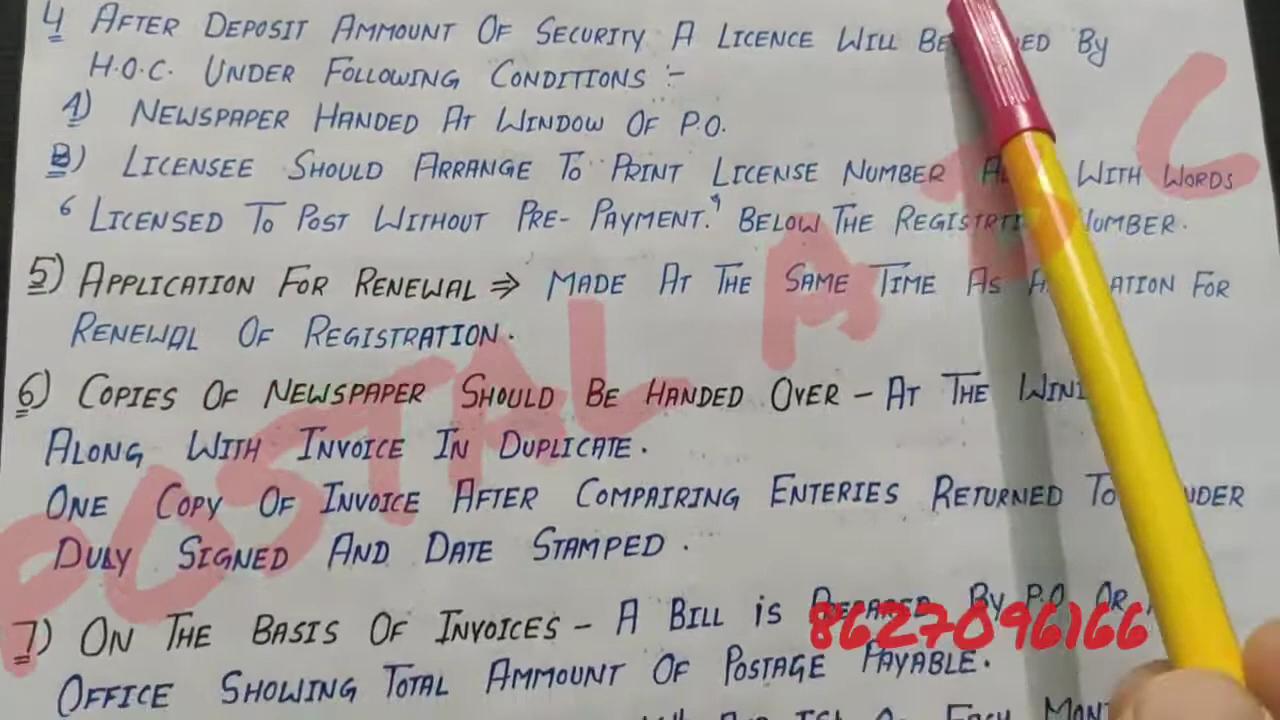 4 AFTER DEPOSIT AMMOUNT OF SECURITY A LICENCE WILL BE BY
H.O.C. UNDER FOLLOWING CONDITIONS :-
A) NEWSPAPER HANDED AT WINDOW OF P.O.
B) LICENSEE SHOULD ARRANGE TO PRINT LICENSE NUMBER WITH WORDS
‘ LICENSED TO POST WITHOUT PRE-PAYMENT.’ BELOW THE NUMBER.
5) APPLICATION FOR RENEWAL ⇒ MADE AT THE SAME TIME AS FOR
RENEWAL OF REGISTRATION.
6) COPIES OF NEWSPAPER SHOULD BE HANDED OVER - AT THE
ALONG WITH INVOICE IN DUPLICATE.
ONE COPY OF INVOICE AFTER COMPAIRING ENTERIES RETURNED TO
DULY SIGNED AND DATE STAMPED.
7) ON THE BASIS OF INVOICES - A BILL IS BY P.O OR
OFFICE SHOWING TOTAL AMMOUNT OF POSTAGE PAYABLE.
OF EACH
POSTAL A C
8627096166